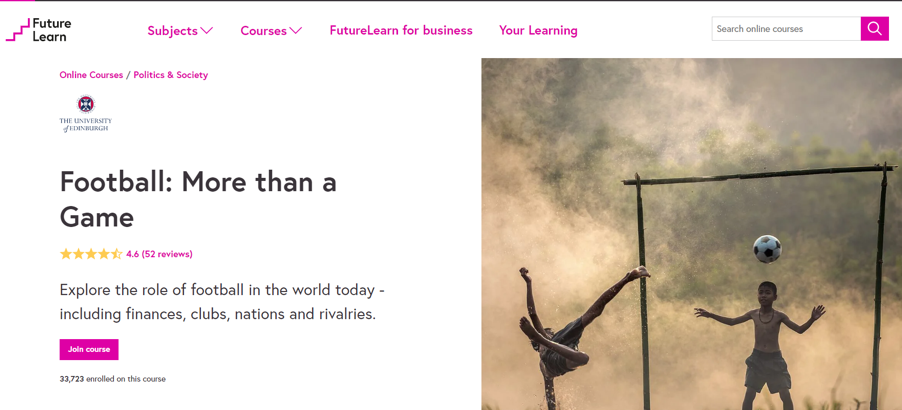 Future
Learn
Subjects
Courses
FutureLearn for business
Your Learning
Search online courses
Online Courses / Politics & Society
THE UNIVERSITY
of EDINBURGH
Football: More than a
Game
4.6 (52 reviews)
Explore the role of football in the world today -
including finances, clubs, nations and rivalries.
Join course
33,723 enrolled on this course